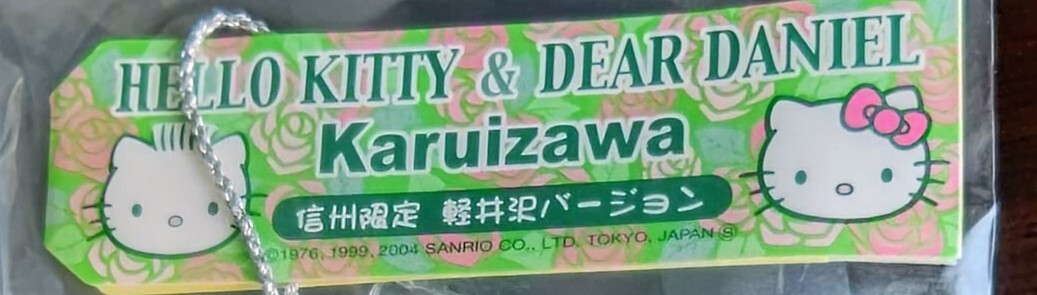 HELLO KITTY & DEAR DANIEL
Karuizawa
信州限定 軽井沢バージョン
©1976, 1999, 2004 SANRIO CO., LTD. TOKYO, JAPAN Ⓢ